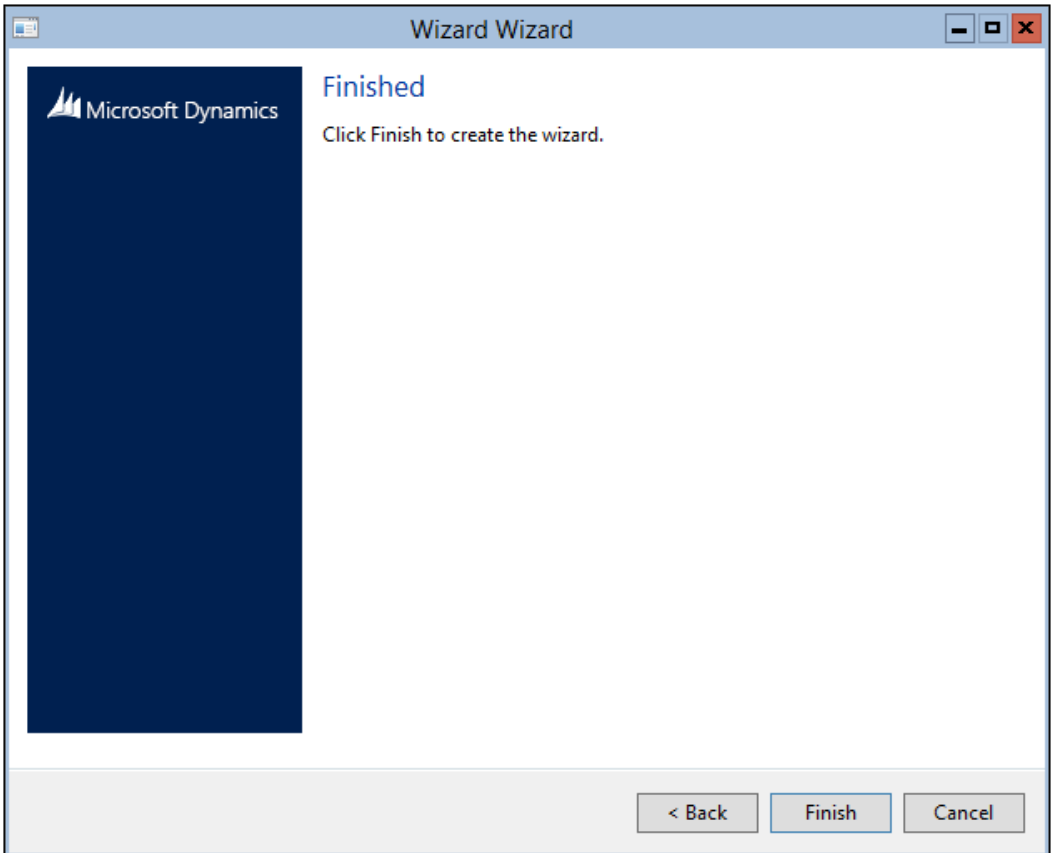 Wizard Wizard
Microsoft Dynamics
Finished
Click Finish to create the wizard.
< Back
Finish
Cancel